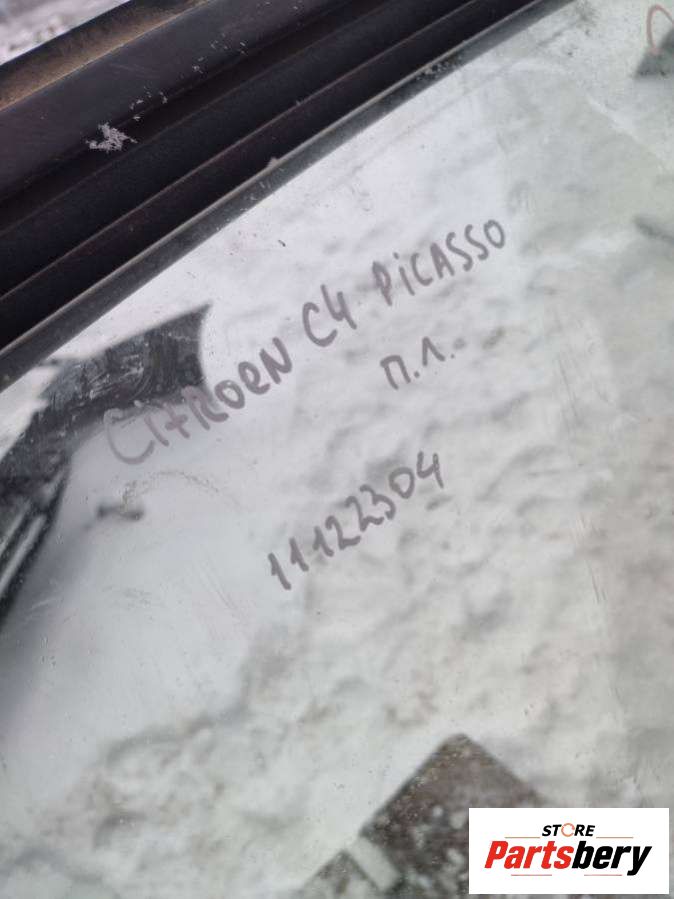 CITROEN C4 PICASSO
П.Л.
11122304
STORE
Partsbery